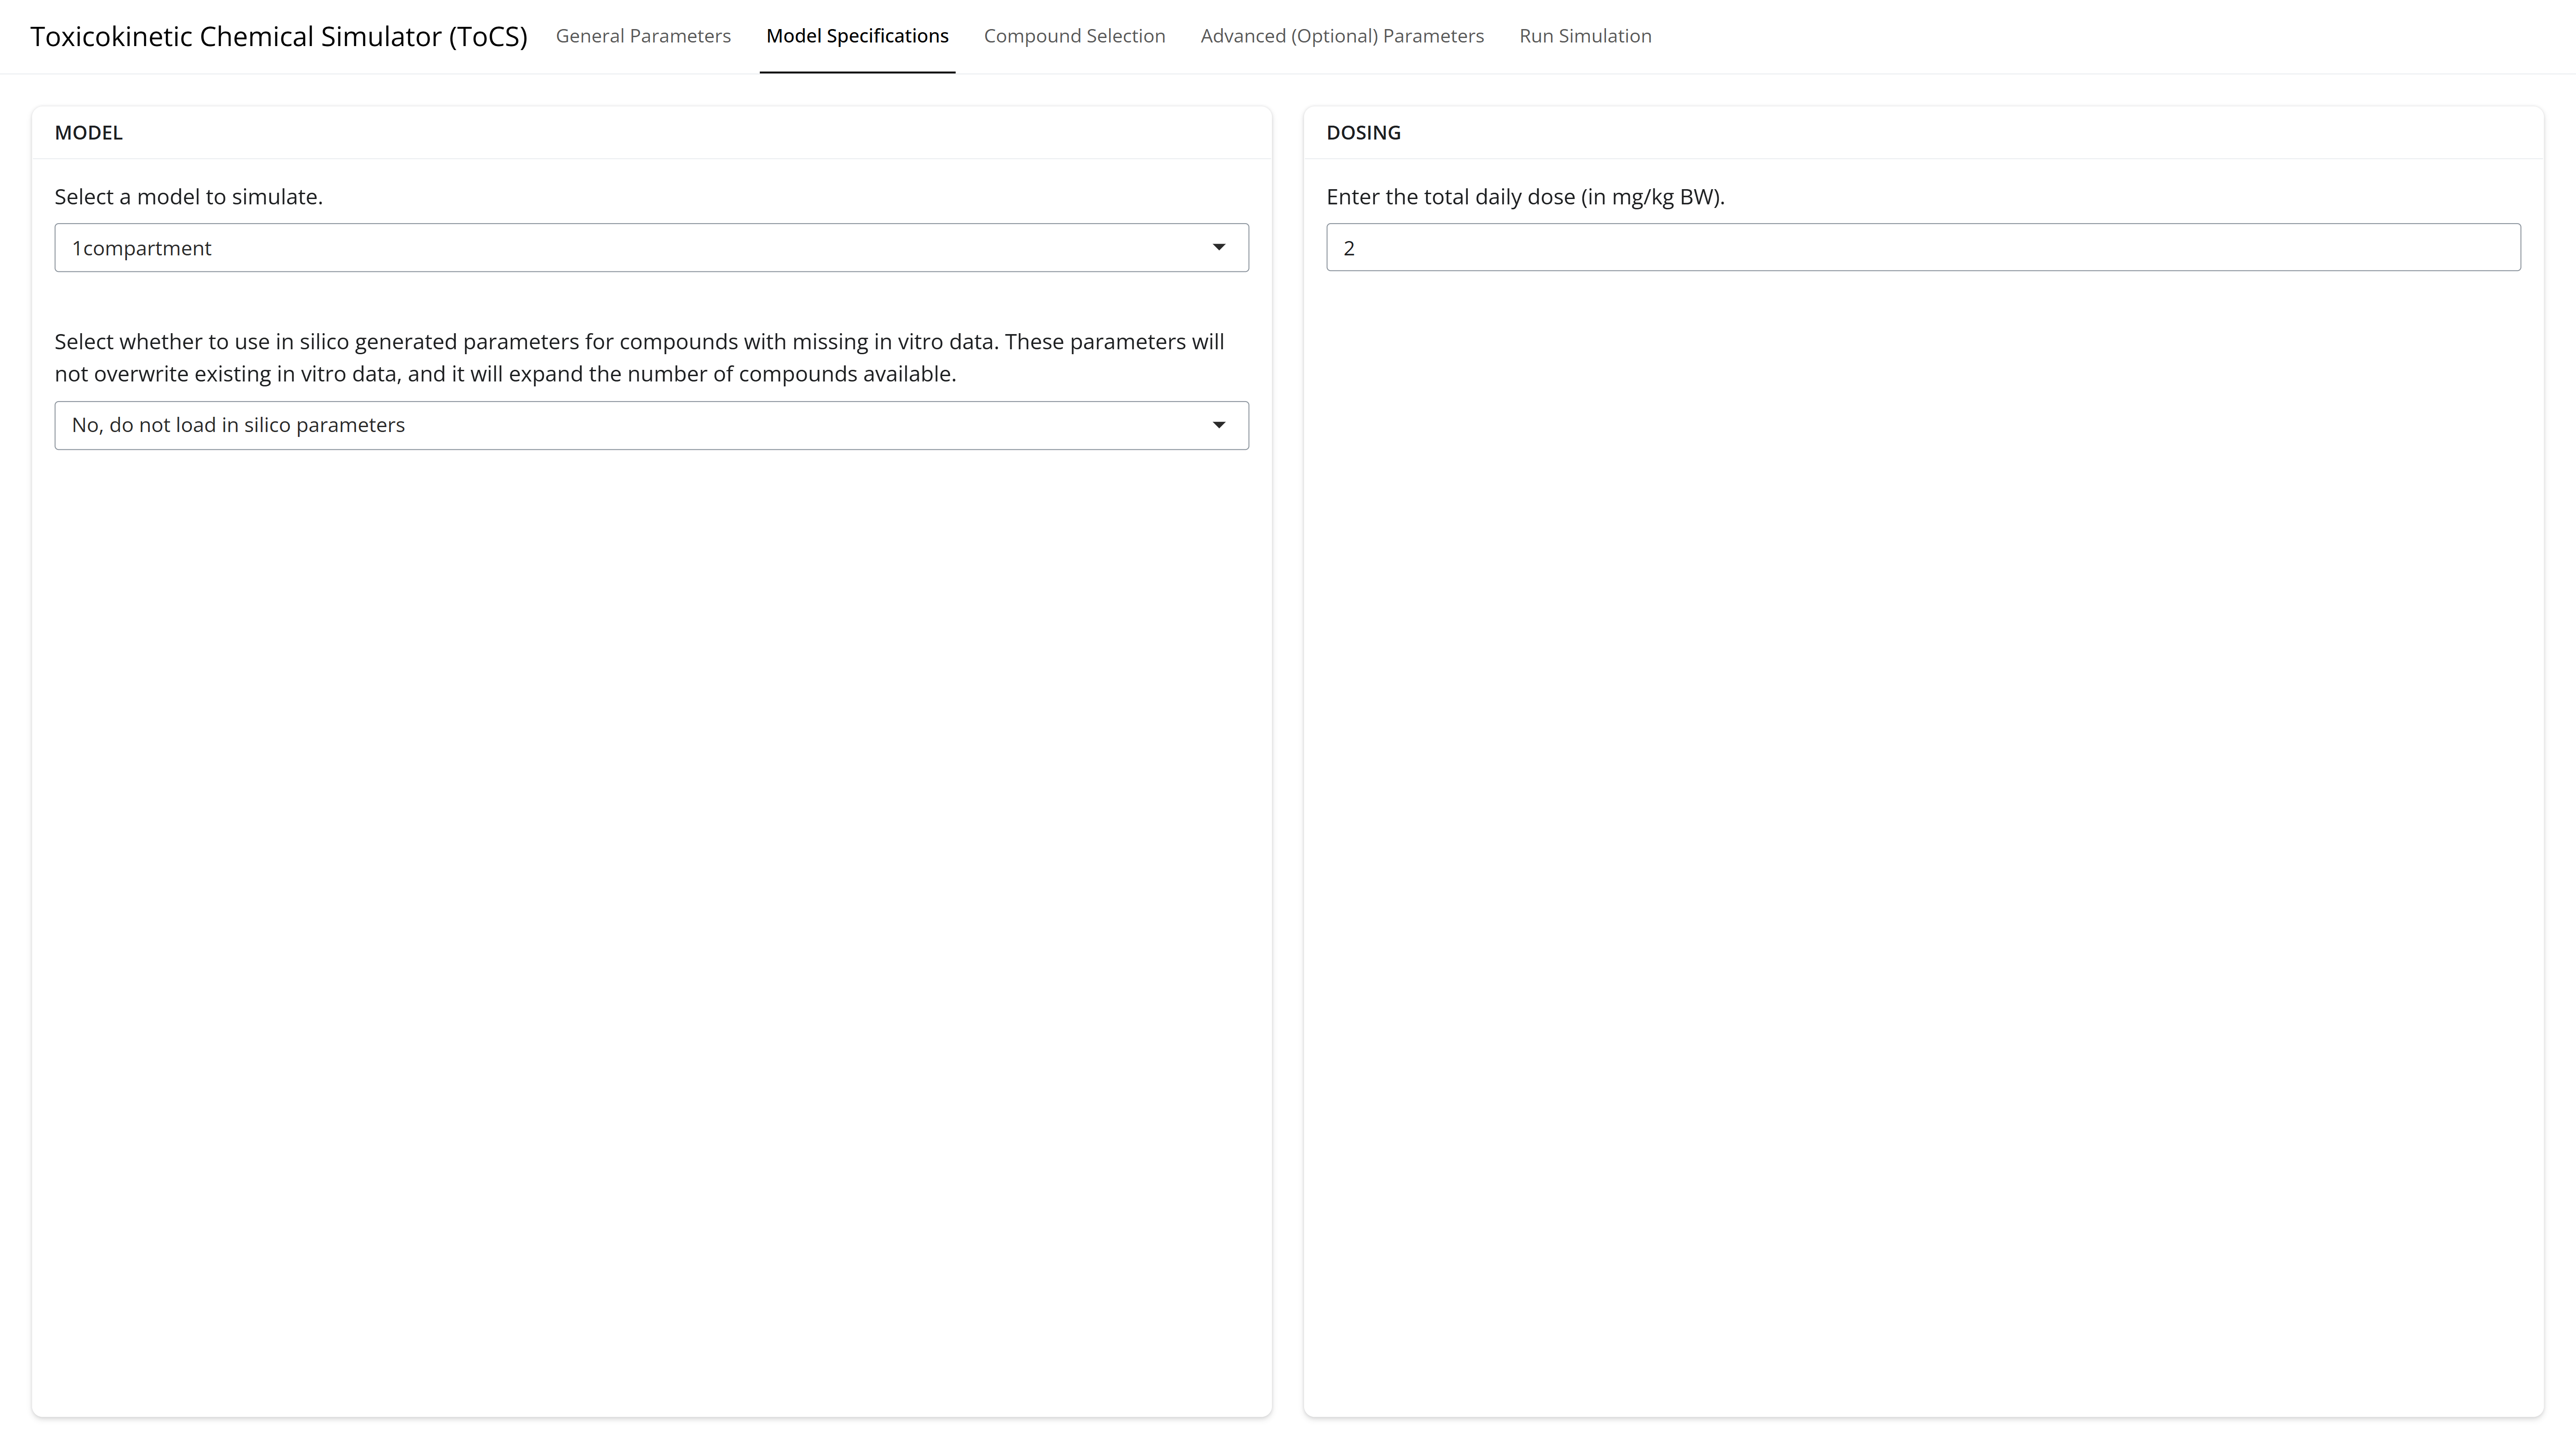 Toxicokinetic Chemical Simulator (ToCS) General Parameters Model Specifications Compound Selection Advanced (Optional) Parameters Run Simulation
MODEL
Select a model to simulate.
1compartment
Select whether to use in silico generated parameters for compounds with missing in vitro data. These parameters will
not overwrite existing in vitro data, and it will expand the number of compounds available.
No, do not load in silico parameters
DOSING
Enter the total daily dose (in mg/kg BW).
2